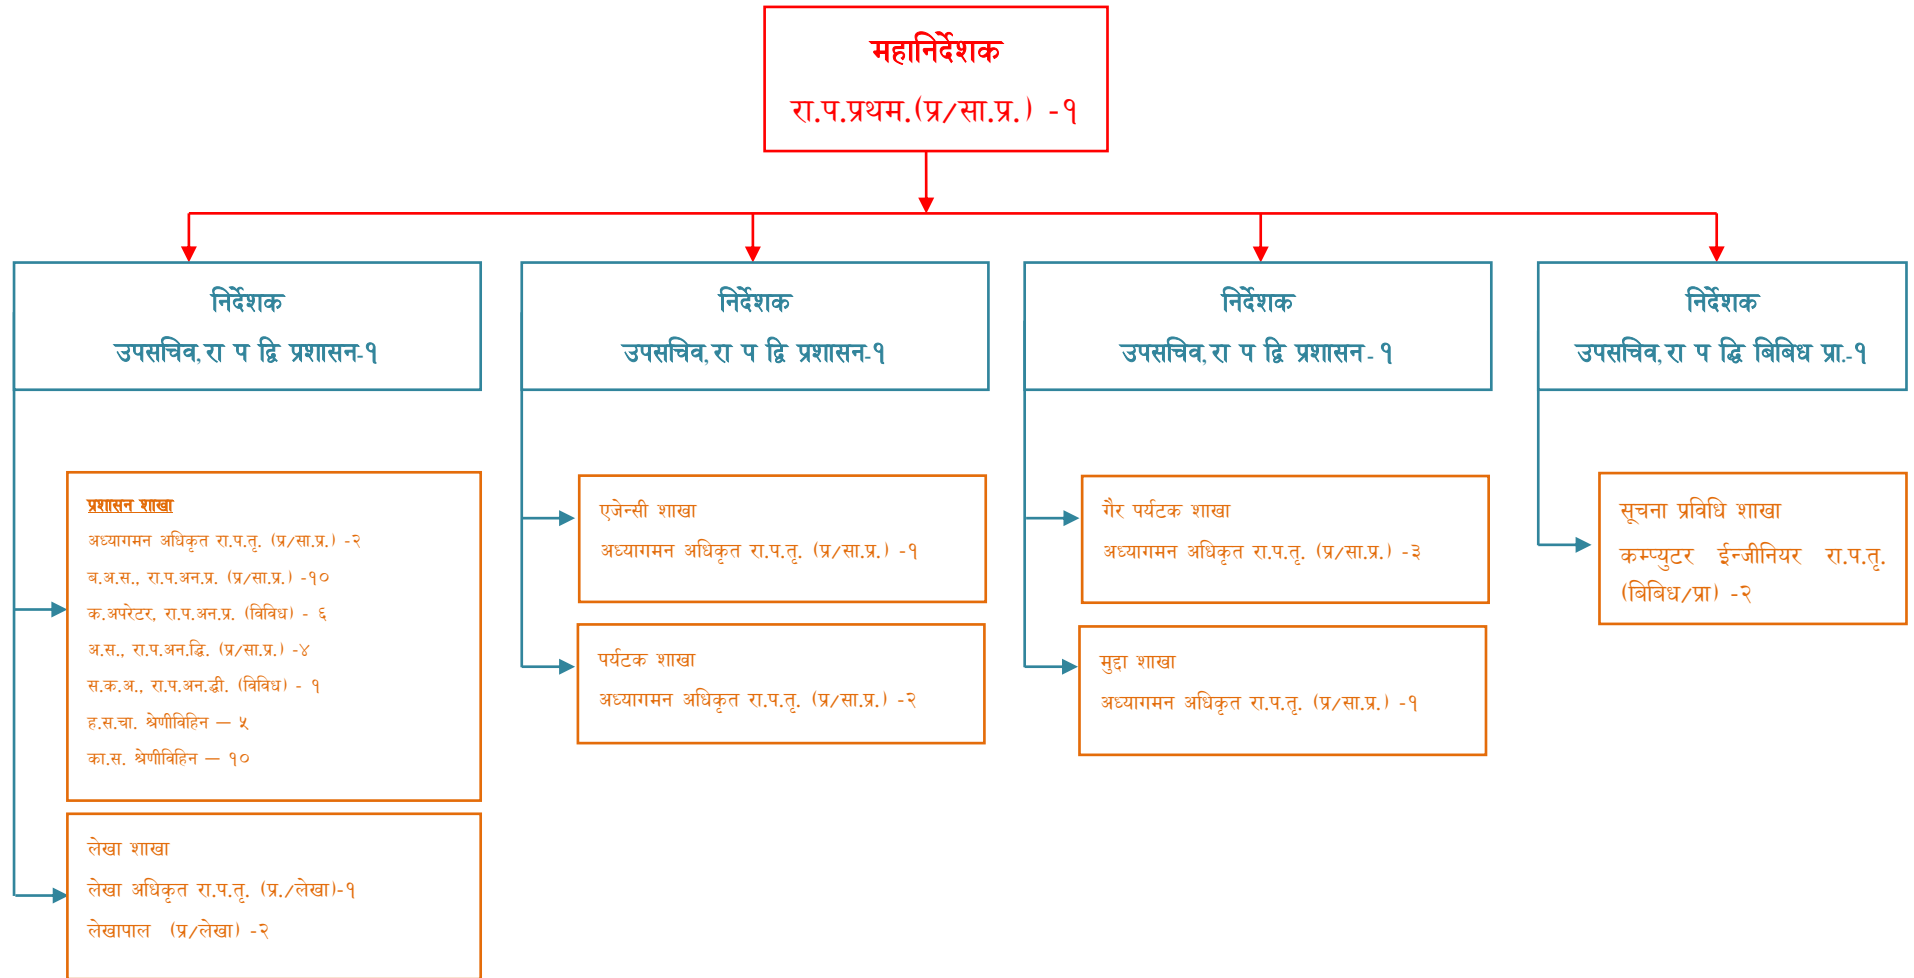 महानिर्देशक
रा.प.प्रथम.(प्र/सा.प्र.) -१
निर्देशक
उपसचिव,रा प द्वि प्रशासन-१
निर्देशक
उपसचिव,रा प द्वि प्रशासन-१
निर्देशक
उपसचिव,रा प द्वि प्रशासन- १
निर्देशक
उपसचिव,रा प द्धि बिबिध प्रा.-१
प्रशासन शाखा
अध्यागमन अधिकृत रा.प.तृ. (प्र/सा.प्र.) -२
ब.अ.स., रा.प.अन.प्र. (प्र/सा.प्र.) -१०
क.अपरेटर, रा.प.अन.प्र. (विविध) - ६
अ.स., रा.प.अन.द्धि. (प्र/सा.प्र.) -४
स.क.अ., रा.प.अन.द्धी. (विविध) - १
ह.स.चा. श्रेणीविहिन — ५
का.स. श्रेणीविहिन — १०
लेखा शाखा
लेखा अधिकृत रा.प.तृ. (प्र./लेखा)-१
लेखापाल (प्र/लेखा) -२
एजेन्सी शाखा
अध्यागमन अधिकृत रा.प.तृ. (प्र/सा.प्र.) -१
पर्यटक शाखा
अध्यागमन अधिकृत रा.प.तृ. (प्र/सा.प्र.) -२
गैर पर्यटक शाखा
अध्यागमन अधिकृत रा.प.तृ. (प्र/सा.प्र.) -३
मुद्दा शाखा
अध्यागमन अधिकृत रा.प.तृ. (प्र/सा.प्र.) -१
सूचना प्रविधि शाखा
कम्प्युटर ईन्जीनियर रा.प.तृ.
(बिबिध/प्रा) -२